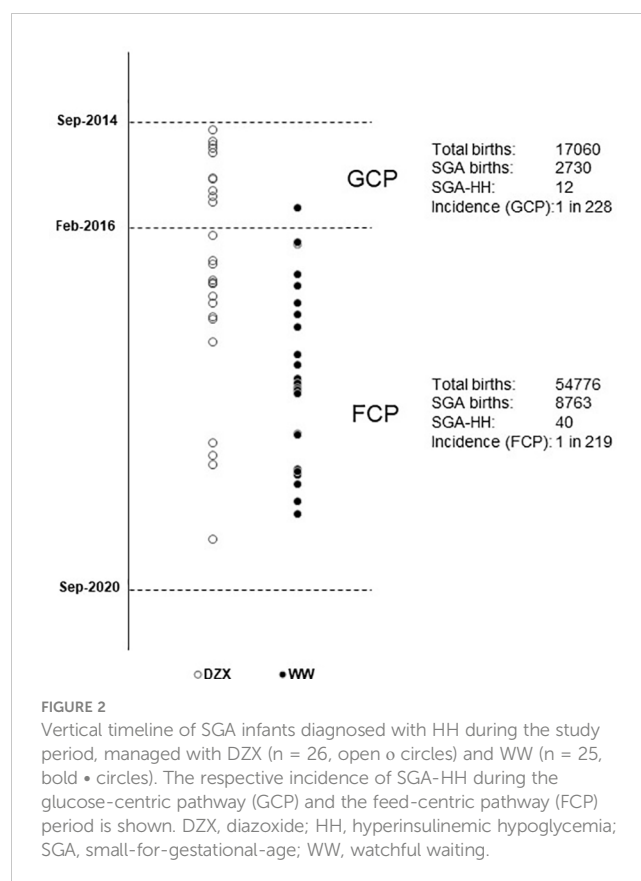 Sep-2014
GCP
Total births: 17060
SGA births: 2730
SGA-HH: 12
Incidence (GCP): 1 in 228
Feb-2016
FCP
Total births: 54776
SGA births: 8763
SGA-HH: 40
Incidence (FCP): 1 in 219
Sep-2020
○DZX ●WW
FIGURE 2
Vertical timeline of SGA infants diagnosed with HH during the study
period, managed with DZX (n = 26, open o circles) and WW (n = 25,
bold • circles). The respective incidence of SGA-HH during the
glucose-centric pathway (GCP) and the feed-centric pathway (FCP)
period is shown. DZX, diazoxide; HH, hyperinsulinemic hypoglycemia;
SGA, small-for-gestational-age; WW, watchful waiting.